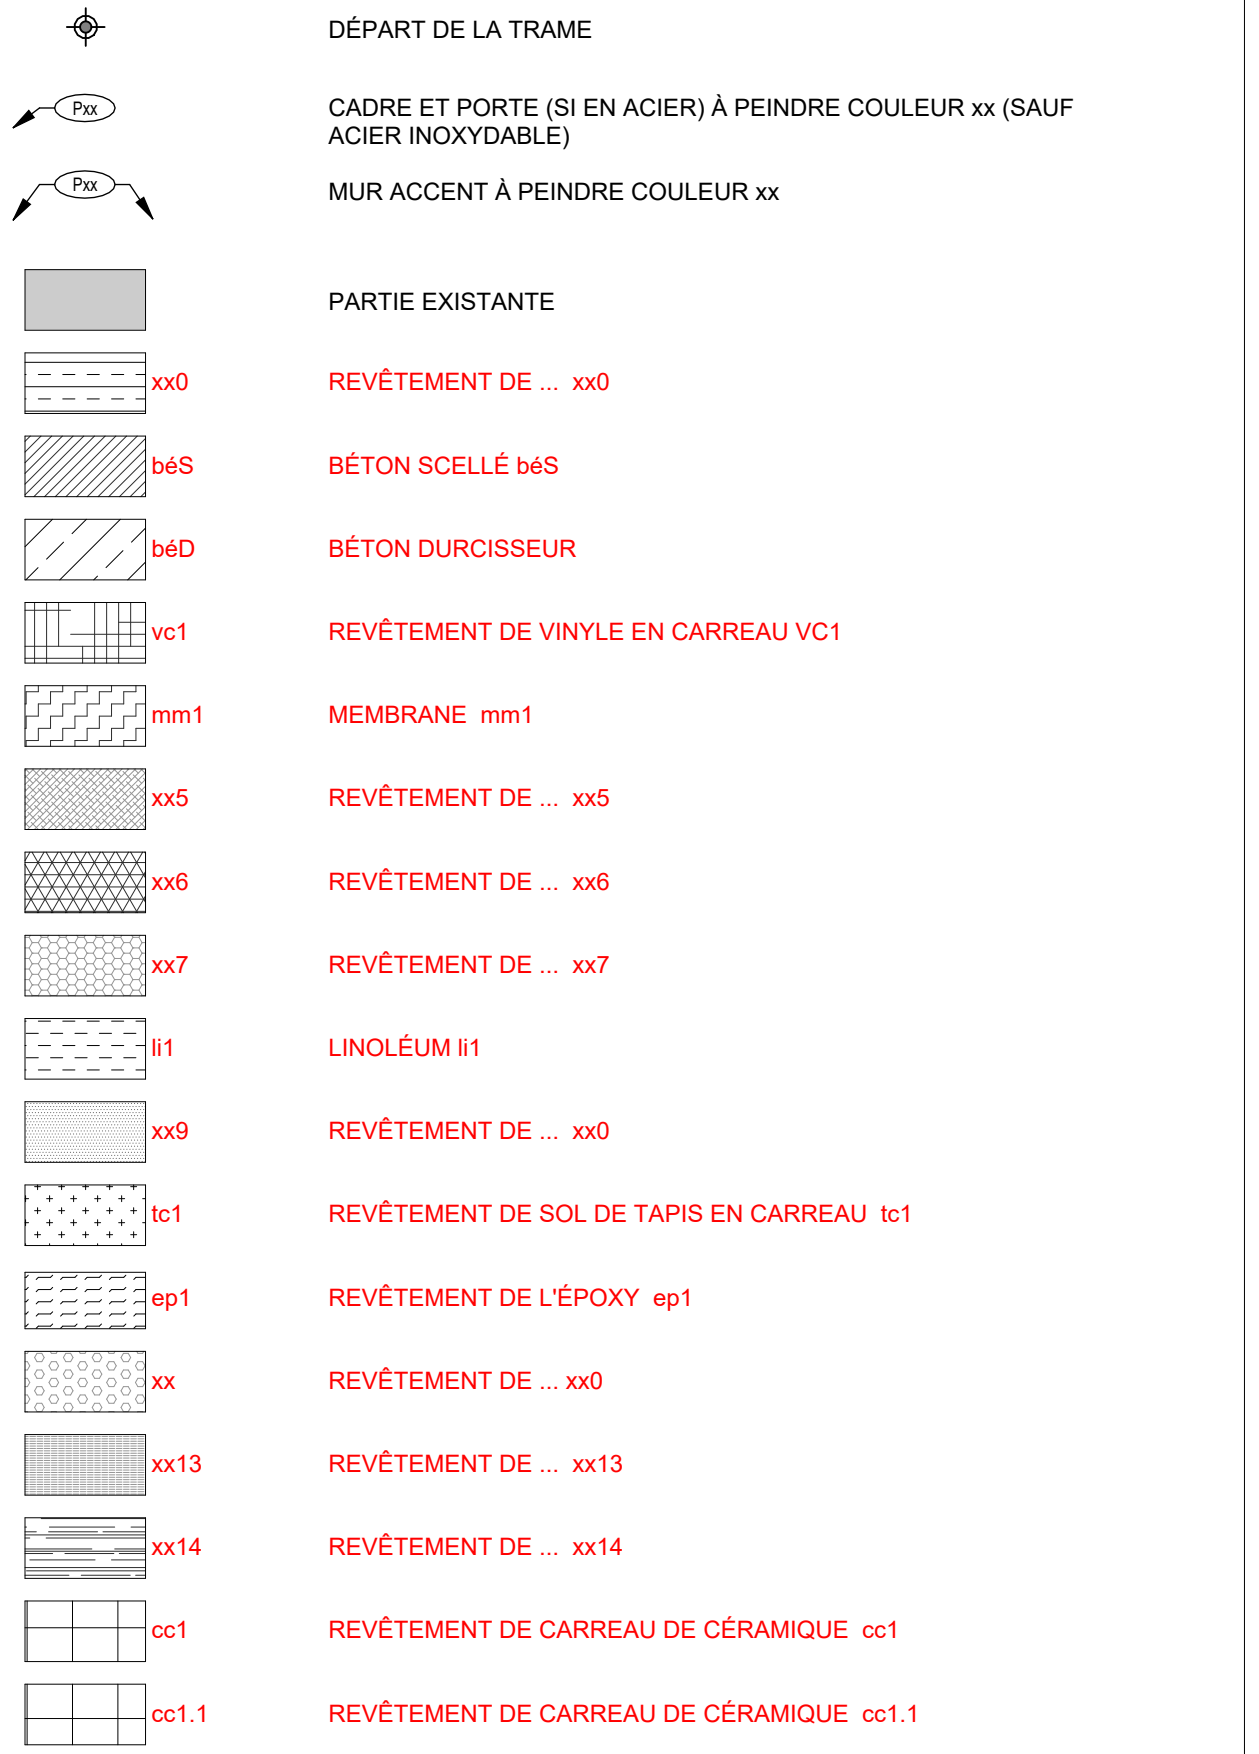 DÉPART DE LA TRAME
Pxx CADRE ET PORTE (SI EN ACIER) À PEINDRE COULEUR xx (SAUF
ACIER INOXYDABLE)
Pxx MUR ACCENT À PEINDRE COULEUR xx
PARTIE EXISTANTE
xx0 REVÊTEMENT DE ... xx0
béS BÉTON SCELLÉ béS
béD BÉTON DURCISSEUR
vc1 REVÊTEMENT DE VINYLE EN CARREAU VC1
mm1 MEMBRANE mm1
xx5 REVÊTEMENT DE ... xx5
xx6 REVÊTEMENT DE ... xx6
xx7 REVÊTEMENT DE ... xx7
li1 LINOLÉUM li1
xx9 REVÊTEMENT DE ... xx0
tc1 REVÊTEMENT DE SOL DE TAPIS EN CARREAU tc1
ep1 REVÊTEMENT DE L'ÉPOXY ep1
xx REVÊTEMENT DE ... xx0
xx13 REVÊTEMENT DE ... xx13
xx14 REVÊTEMENT DE ... xx14
cc1 REVÊTEMENT DE CARREAU DE CÉRAMIQUE cc1
cc1.1 REVÊTEMENT DE CARREAU DE CÉRAMIQUE cc1.1